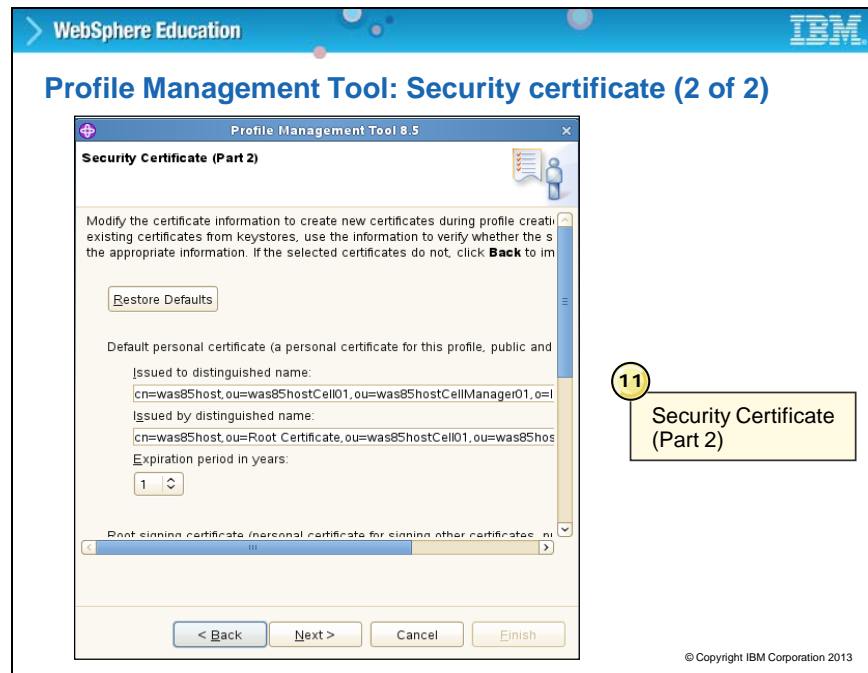 WebSphere Education
IBM
Profile Management Tool: Security certificate (2 of 2)
Profile Management Tool 8.5
Security Certificate (Part 2)
Modify the certificate information to create new certificates during profile creati
existing certificates from keystores, use the information to verify whether the s
the appropriate information. If the selected certificates do not, click Back to im
Restore Defaults
Default personal certificate (a personal certificate for this profile, public and
Issued to distinguished name:
cn=was85host,ou=was85hostCell01,ou=was85hostCellManager01,o=I
Issued by distinguished name:
cn=was85host,ou=Root Certificate,ou=was85hostCell01,ou=was85hos
Expiration period in years:
1
Root signing certificate (personal certificate for signing other certificates,
< Back
Next >
Cancel
Finish
11
Security Certificate
(Part 2)
© Copyright IBM Corporation 2013